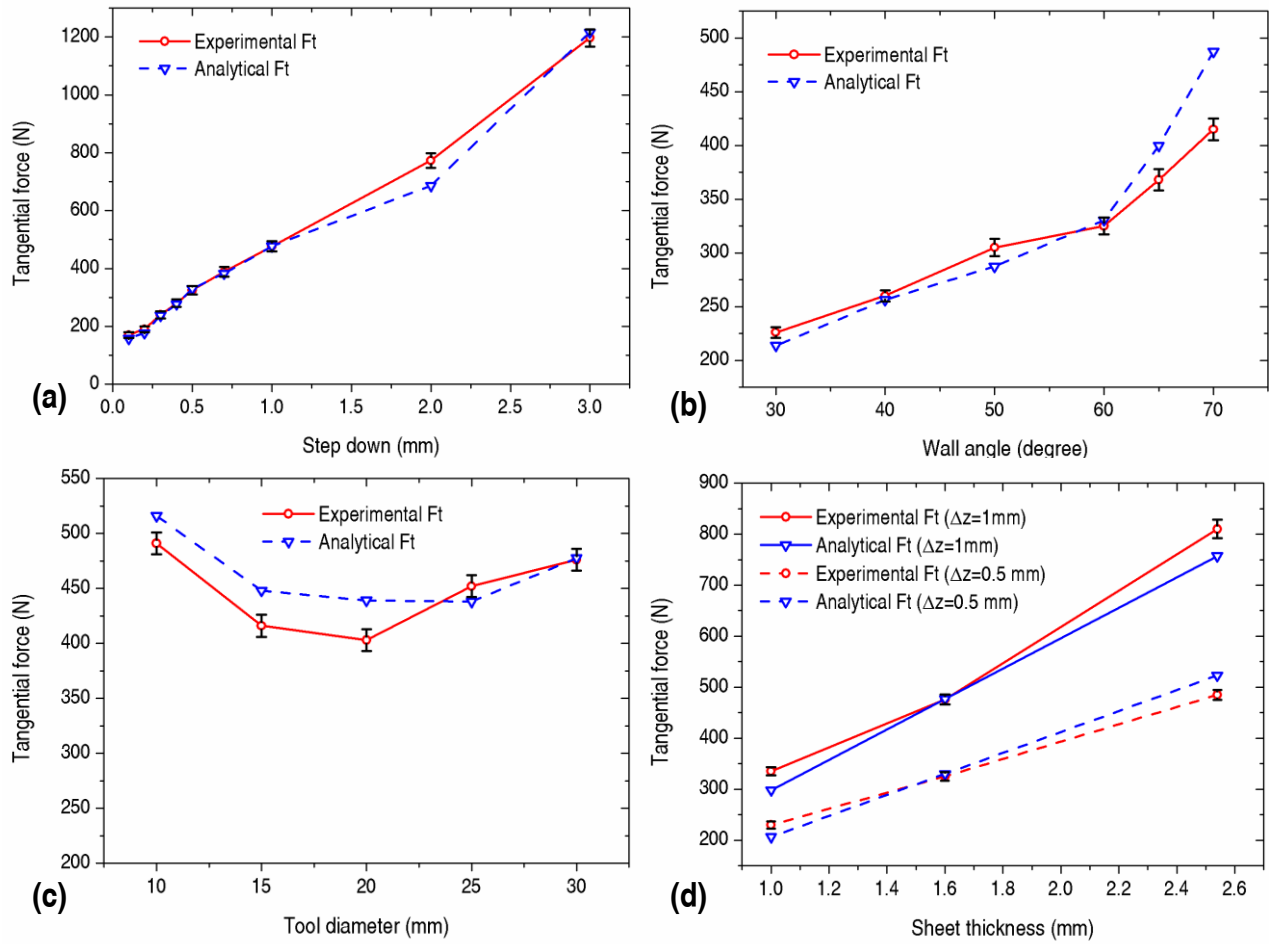 Experimental Ft
Analytical Ft
Tangential force (N)
1200
1000
800
600
400
200
0
0.0 0.5 1.0 1.5 2.0 2.5 3.0
Step down (mm)
(a)
Experimental Ft
Analytical Ft
Tangential force (N)
500
450
400
350
300
250
200
30 40 50 60 70
Wall angle (degree)
(b)
Experimental Ft
Analytical Ft
Tangential force (N)
550
500
450
400
450
300
250
200
10 15 20 25 30
Tool diameter (mm)
(c)
Experimental Ft (Δz=1mm)
Analytical Ft (Δz=1mm)
Experimental Ft (Δz=0.5 mm)
Analytical Ft (Δz=0.5 mm)
Tangential force (N)
900
800
700
600
500
400
300
200
1.0 1.2 1.4 1.6 1.8 2.0 2.2 2.4 2.6
Sheet thickness (mm)
(d)